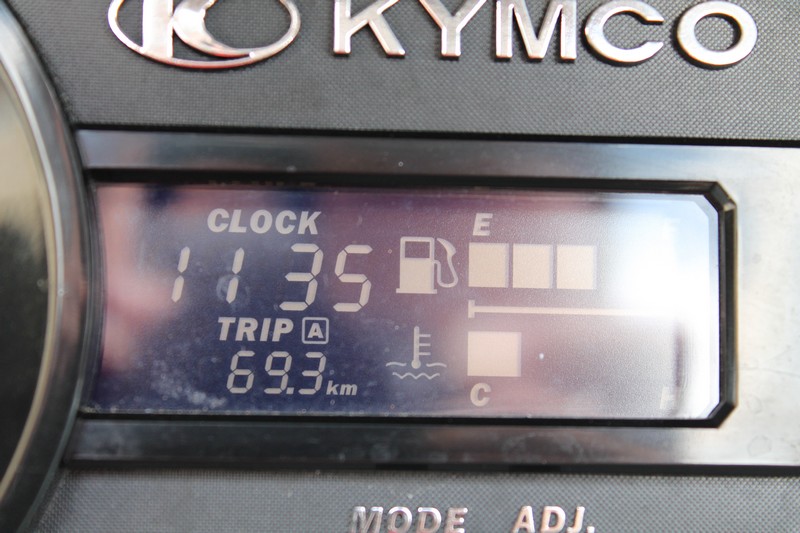 KYMCO
CLOCK
11 35
TRIP A
69.3 km
E
C
MODE ADJ.